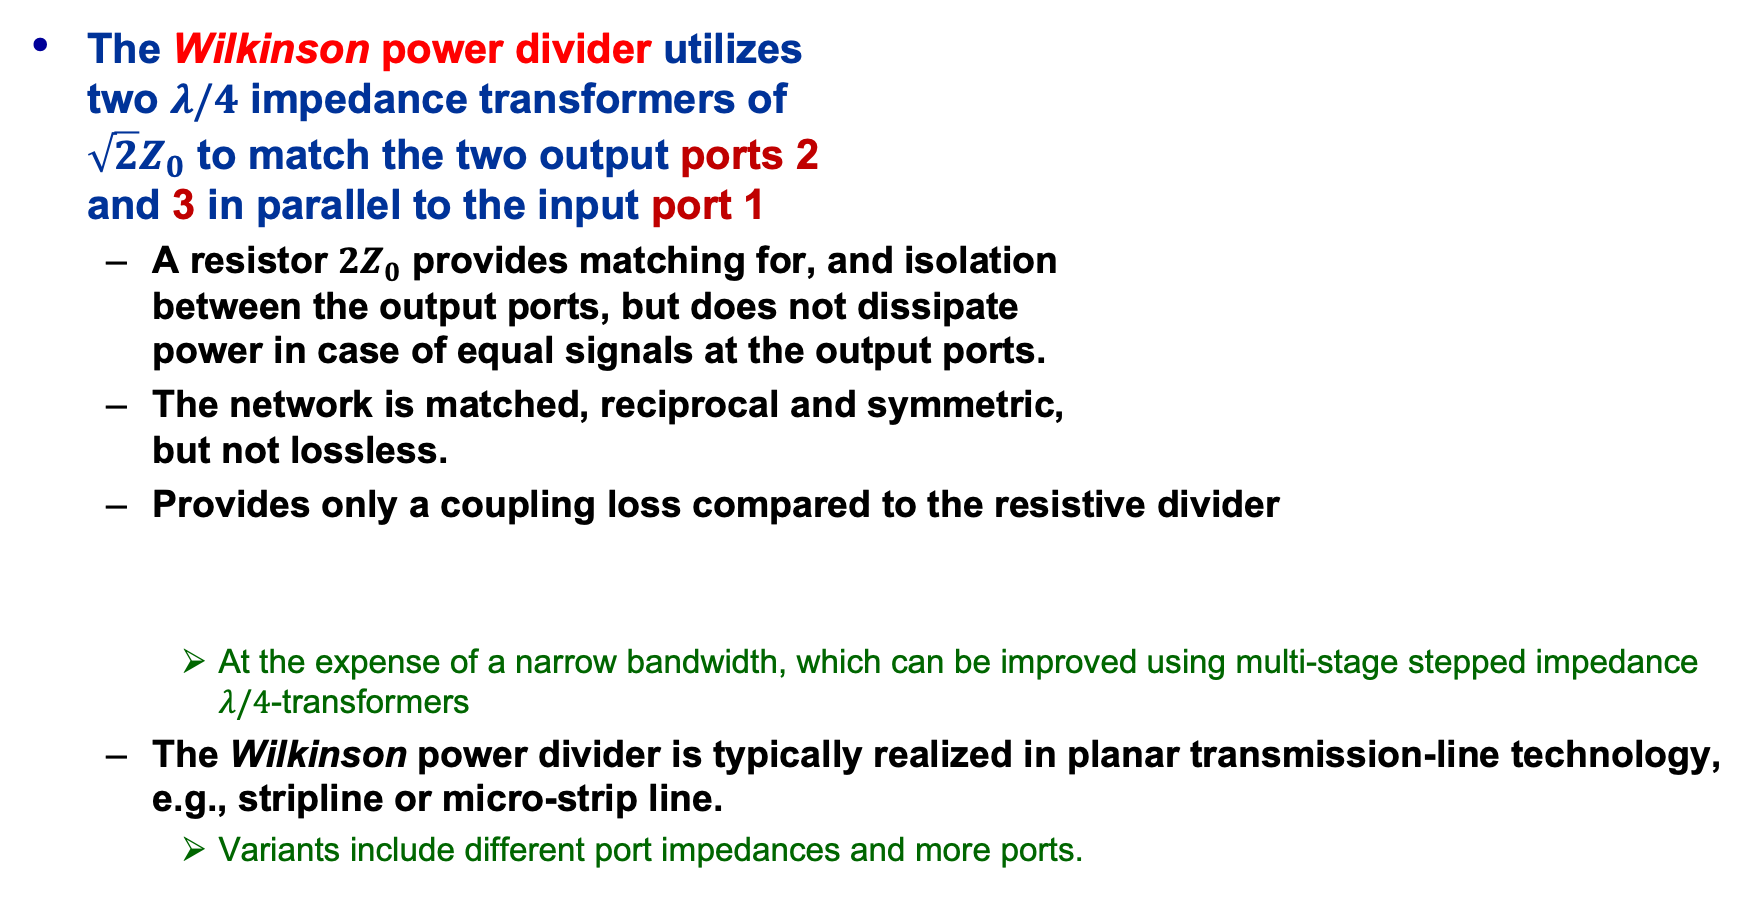 • The Wilkinson power divider utilizes
two λ/4 impedance transformers of
√2Z₀ to match the two output ports 2
and 3 in parallel to the input port 1
– A resistor 2Z₀ provides matching for, and isolation
between the output ports, but does not dissipate
power in case of equal signals at the output ports.
– The network is matched, reciprocal and symmetric,
but not lossless.
– Provides only a coupling loss compared to the resistive divider
➢ At the expense of a narrow bandwidth, which can be improved using multi-stage stepped impedance
λ/4-transformers
– The Wilkinson power divider is typically realized in planar transmission-line technology,
e.g., stripline or micro-strip line.
➢ Variants include different port impedances and more ports.